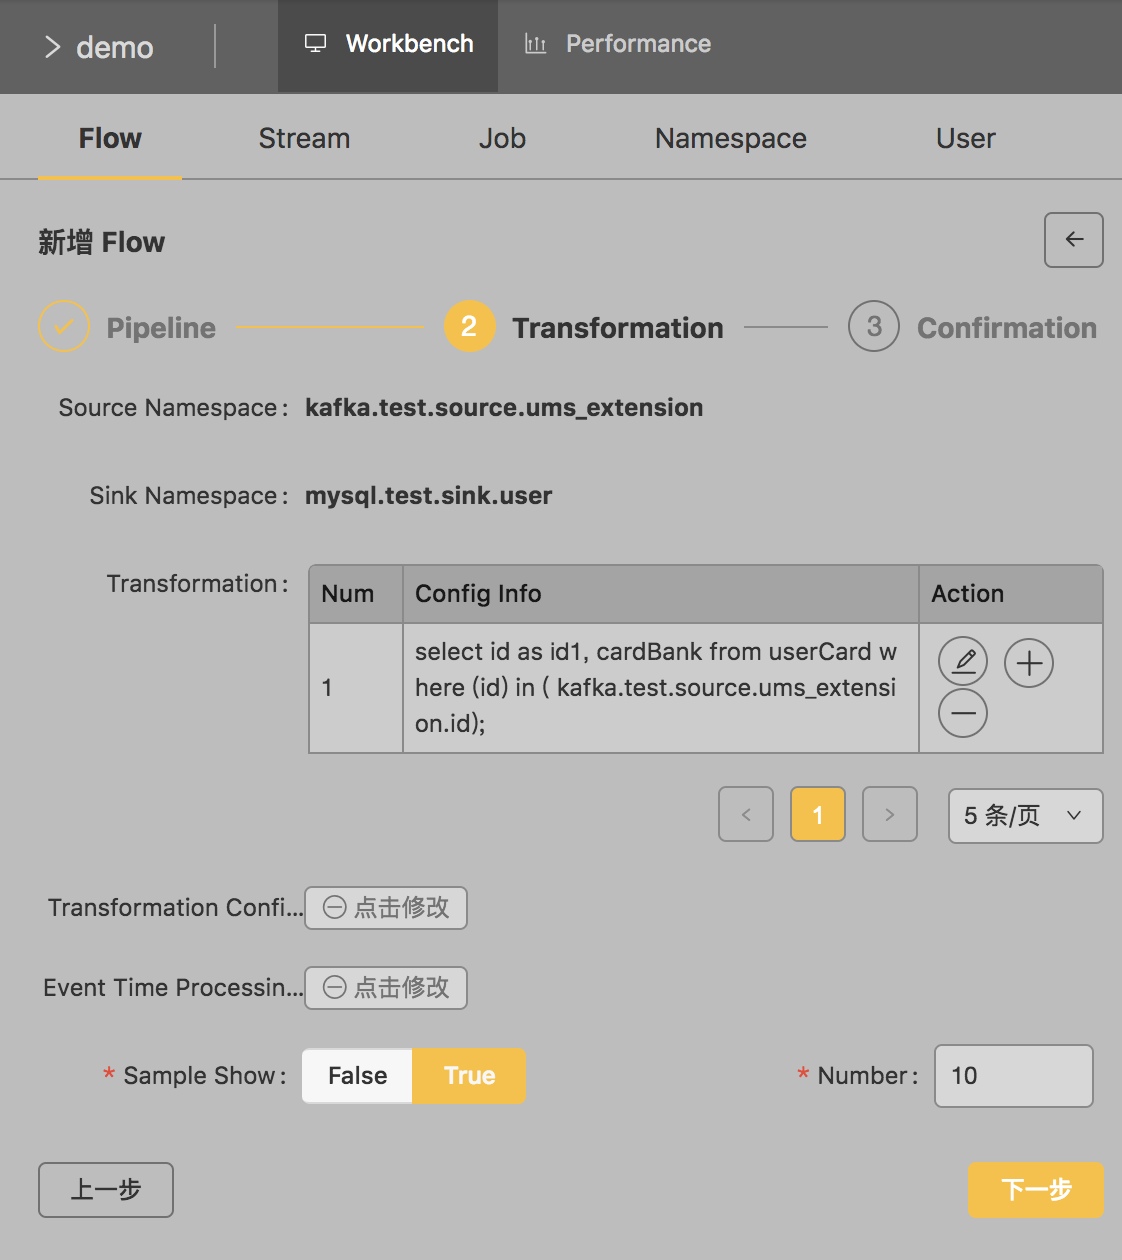 demo
Workbench
Performance
Flow
Stream
Job
Namespace
User
新增 Flow
Pipeline
2
Transformation
3
Confirmation
Source Namespace:
kafka.test.source.ums_extension
Sink Namespace:
mysql.test.sink.user
Transformation:
Num
Config Info
Action
1
select id as id1, cardBank from userCard w
here (id) in ( kafka.test.source.ums_extensi
on.id);
<
1
>
5 条/页
Transformation Confi...
点击修改
Event Time Processin...
点击修改
* Sample Show:
False
True
* Number:
10
上一步
下一步